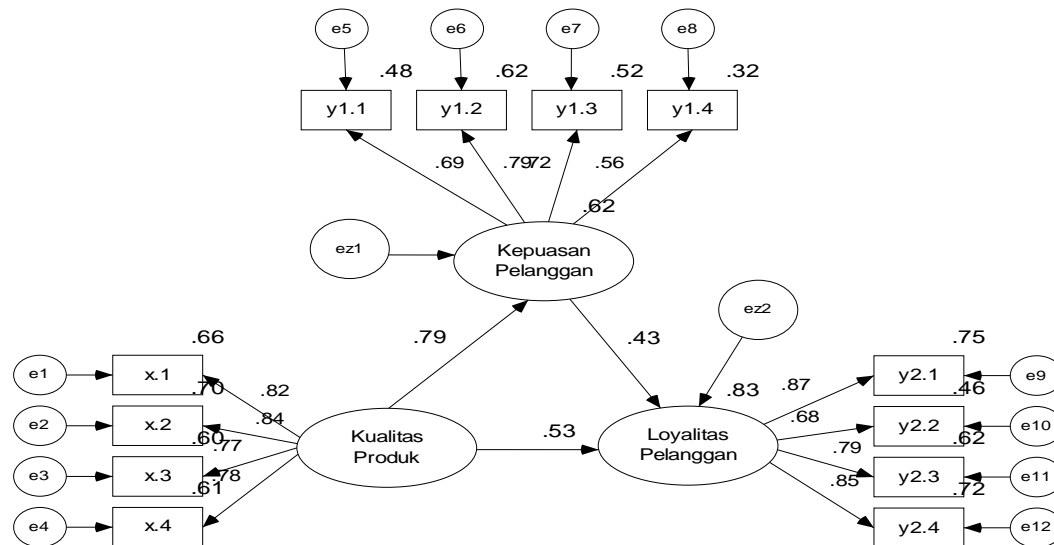 e5 e6 e7 e8
.48 .62 .52 .32
y1.1 y1.2 y1.3 y1.4
.69 .79 .72 .56
.62
ez1
Kepuasan
Pelanggan
ez2
.66 .79 .43 .75
e1 x.1 .82 .83 .87 y2.1 e9
.70 .46
e2 x.2 .84 .68 y2.2 e10
.60 .77 Kualitas .53 Loyalitas .79 .62
Produk Pelanggan
e3 x.3 .78 .85 y2.3 e11
.61 .72
e4 x.4 y2.4 e12